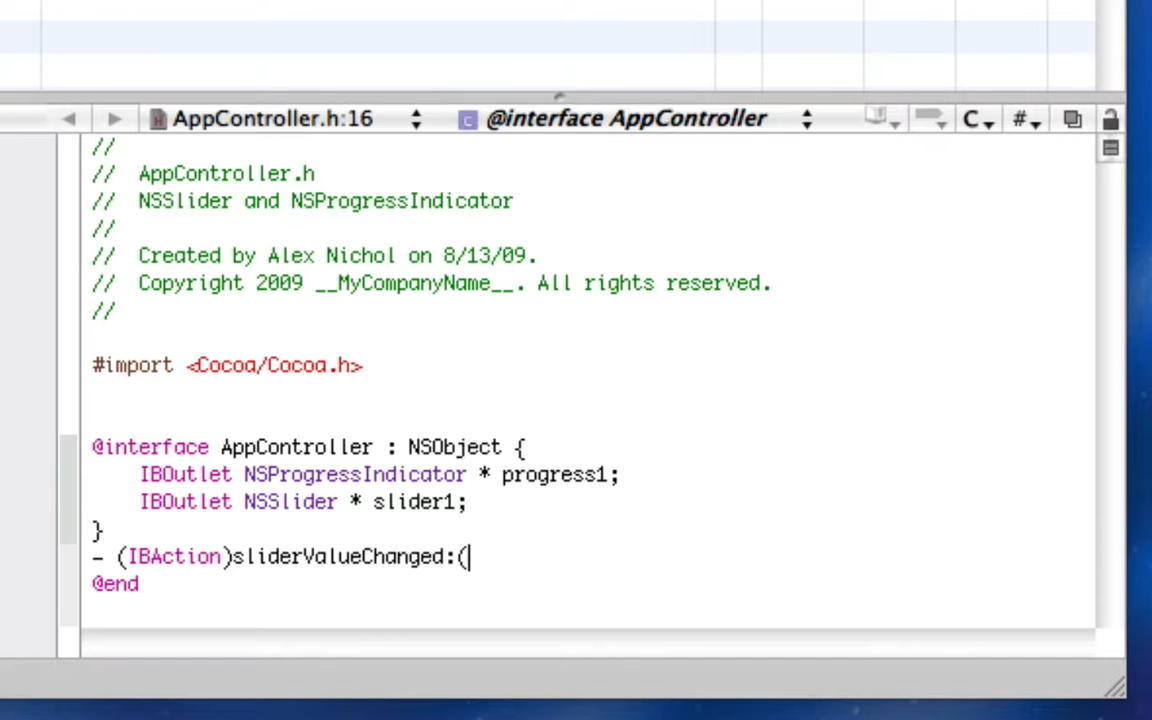 AppController.h:16 @interface AppController C #
//
// AppController.h
// NSSlider and NSProgressIndicator
//
// Created by Alex Nichol on 8/13/09.
// Copyright 2009 __MyCompanyName__. All rights reserved.
//
#import <Cocoa/Cocoa.h>
@interface AppController : NSObject {
IBOutlet NSProgressIndicator * progress1;
IBOutlet NSSlider * slider1;
}
- (IBAction)sliderValueChanged:(
@end